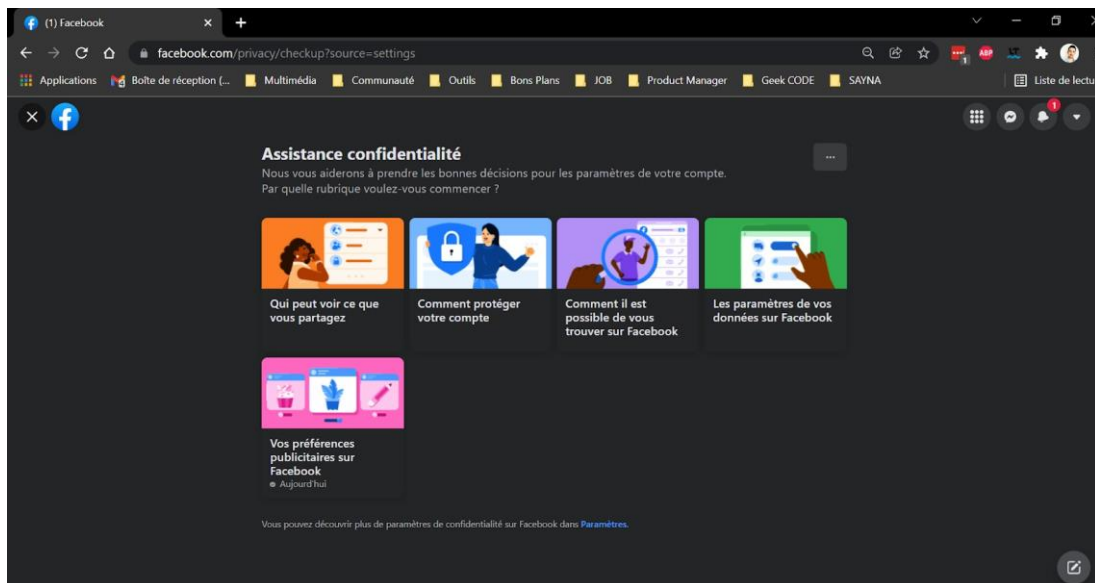 (1) Facebook
facebook.com/privacy/checkup?source=settings
1
ABP
Applications
Boîte de réception (...
Multimédia
Communauté
Outils
Bons Plans
JOB
Product Manager
Geek CODE
SAYNA
Liste de lectu
1
Assistance confidentialité
Nous vous aiderons à prendre les bonnes décisions pour les paramètres de votre compte.
Par quelle rubrique voulez-vous commencer ?
Qui peut voir ce que
vous partagez
Comment protéger
votre compte
Comment il est
possible de vous
trouver sur Facebook
Les paramètres de vos
données sur Facebook
Vos préférences
publicitaires sur
Facebook
Aujourd'hui
Vous pouvez découvrir plus de paramètres de confidentialité sur Facebook dans Paramètres.